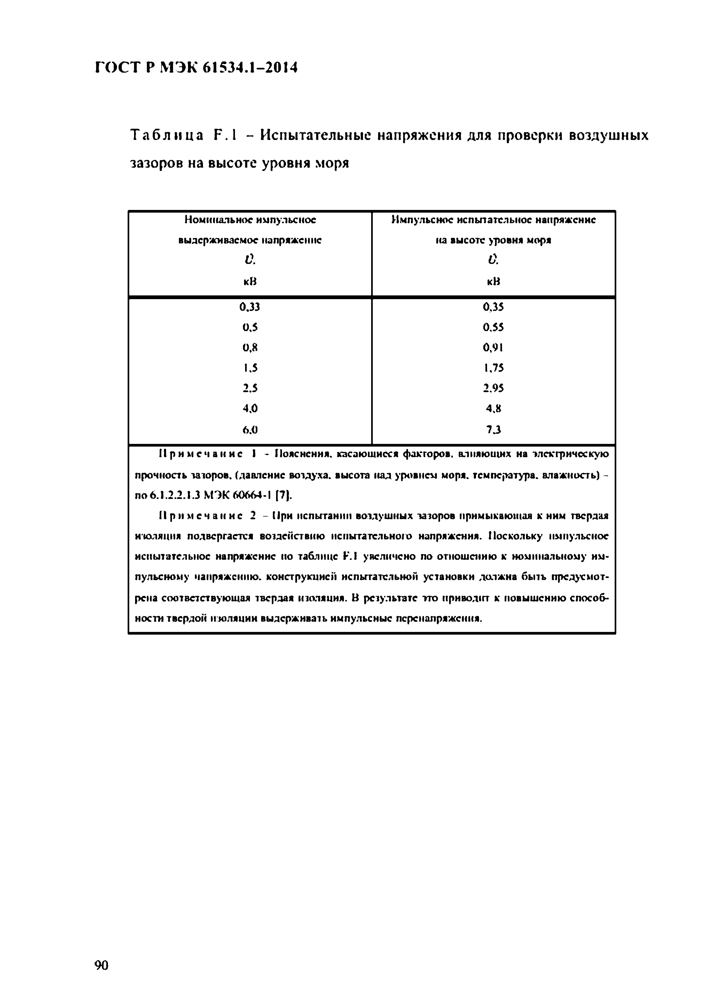 ГОСТ Р МЭК 61534.1–2014
Таблица F.1 – Испытательные напряжения для проверки воздушных
зазоров на высоте уровня моря
Номинальное импульсное
выдерживаемое напряжение
Û,
кВ
Импульсное испытательное напряжение
на высоте уровня моря
Û,
кВ
0,33 0,35
0,5 0,55
0,8 0,91
1,5 1,75
2,5 2,95
4,0 4,8
6,0 7,3
Примечание 1 - Пояснения, касающиеся факторов, влияющих на электрическую
прочность зазоров, (давление воздуха, высота над уровнем моря, температура, влажность) –
по 6.1.2.2.1.3 МЭК 60664-1 [7].
Примечание 2 – При испытании воздушных зазоров примыкающая к ним твердая
изоляция подвергается воздействию испытательного напряжения. Поскольку импульсное
испытательное напряжение по таблице F.1 увеличено по отношению к номинальному им-
пульсному напряжению, конструкцией испытательной установки должна быть предусмот-
рена соответствующая твердая изоляция. В результате это приводит к повышению способ-
ности твердой изоляции выдерживать импульсные перенапряжения.
90